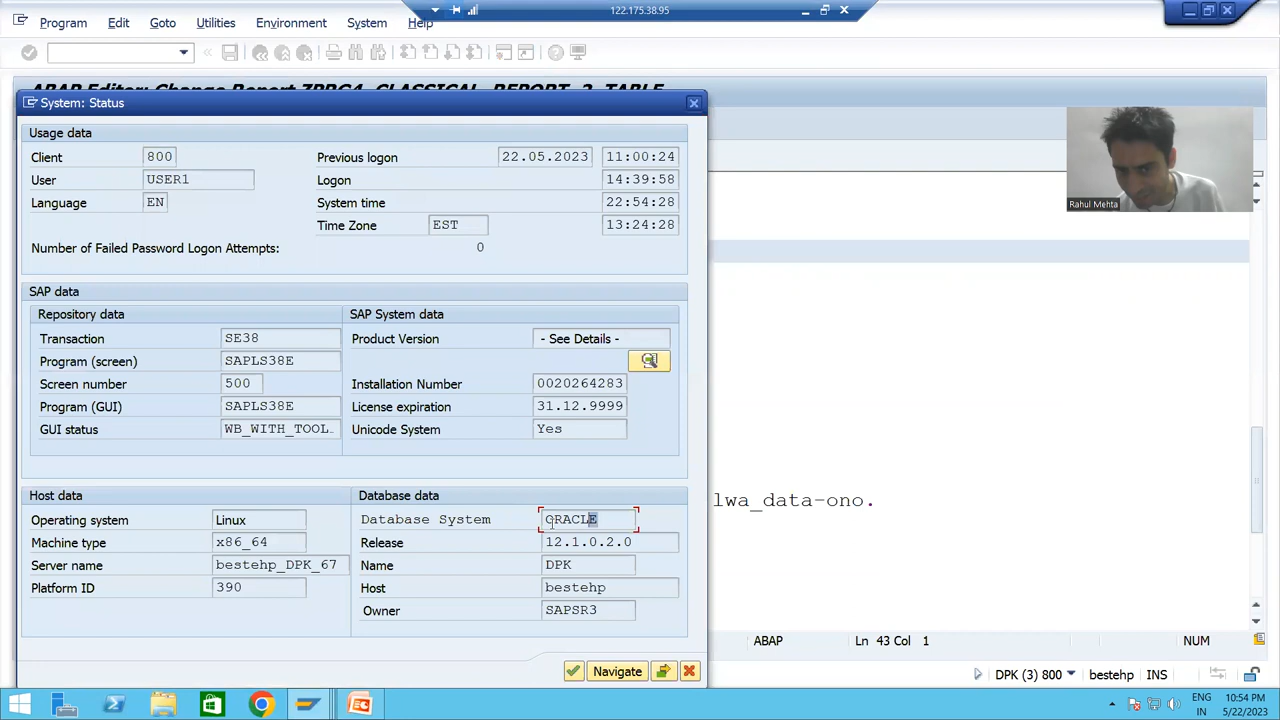 122.175.38.95
Program Edit Goto Utilities Environment System Help
ABAP Editor: Change Report ZPRG4_CLASSICAL_REPORT_2_TABLE
System: Status
Usage data
Client 800 Previous logon 22.05.2023 11:00:24
User USER1 Logon 14:39:58
Language EN System time 22:54:28
Time Zone EST 13:24:28
Number of Failed Password Logon Attempts: 0
Rahul Mehta
SAP data
Repository data SAP System data
Transaction SE38 Product Version - See Details -
Program (screen) SAPLS38E
Screen number 500 Installation Number 0020264283
Program (GUI) SAPLS38E License expiration 31.12.9999
GUI status WB_WITH_TOOL. Unicode System Yes
Host data Database data
lwa_data-ono.
Operating system Linux Database System ORACLE
Machine type x86_64 Release 12.1.0.2.0
Server name bestehp_DPK_67 Name DPK
Platform ID 390 Host bestehp
Owner SAPSR3
ABAP Ln 43 Col 1 NUM
Navigate
DPK (3) 800 bestehp INS
ENG 10:54 PM
IN 5/22/2023